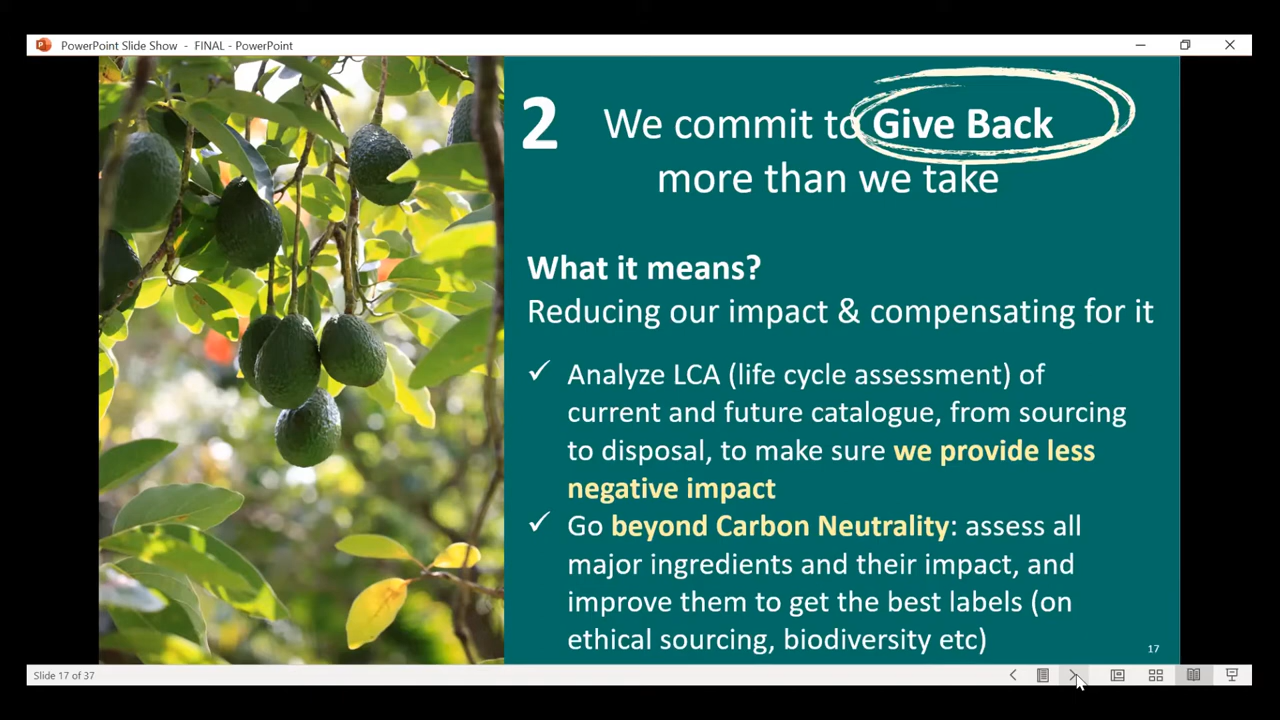 PowerPoint Slide Show - FINAL - PowerPoint
2
We commit to Give Back
more than we take
What it means?
Reducing our impact & compensating for it
✓ Analyze LCA (life cycle assessment) of
current and future catalogue, from sourcing
to disposal, to make sure we provide less
negative impact
✓ Go beyond Carbon Neutrality: assess all
major ingredients and their impact, and
improve them to get the best labels (on
ethical sourcing, biodiversity etc)
17
Slide 17 of 37